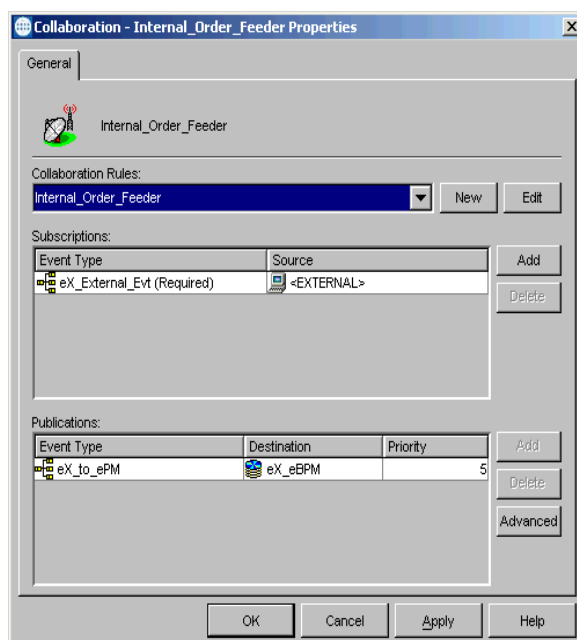 Collaboration - Internal_Order_Feeder Properties
General
Internal_Order_Feeder
Collaboration Rules:
Internal_Order_Feeder New Edit
Subscriptions:
Event Type Source Add
eX_External_Evt (Required) <EXTERNAL>
Delete
Publications:
Event Type Destination Priority Add
eX_to_ePM eX_eBPM 5
Delete
Advanced
OK Cancel Apply Help